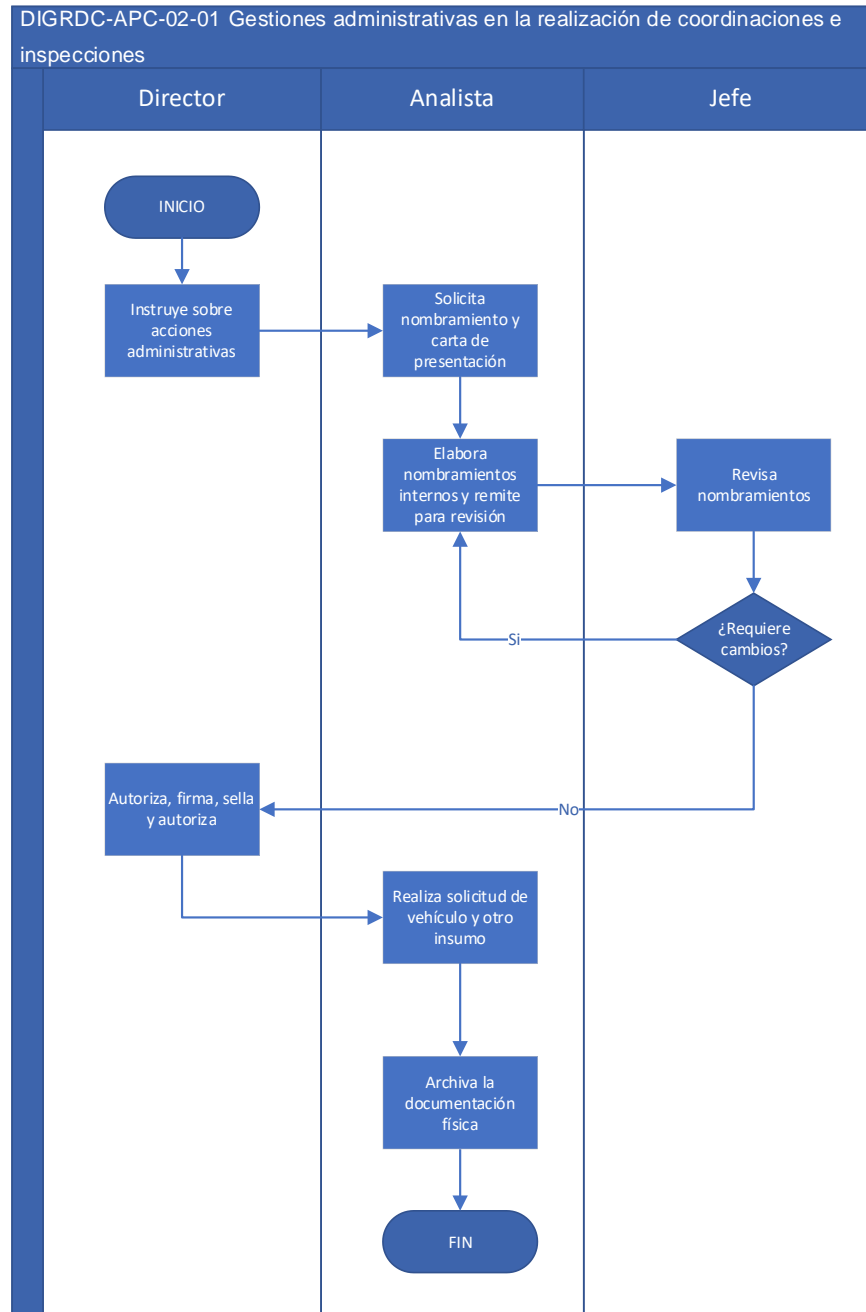 DIGRDC-APC-02-01 Gestiones administrativas en la realización de coordinaciones e
inspecciones
Director
Analista
Jefe
INICIO
Instruye sobre
acciones
administrativas
Solicita
nombramiento y
carta de
presentación
Elabora
nombramientos
internos y remite
para revisión
Revisa
nombramientos
¿Requiere
cambios?
Si
No
Autoriza, firma, sella
y autoriza
Realiza solicitud de
vehículo y otro
insumo
Archiva la
documentación
física
FIN